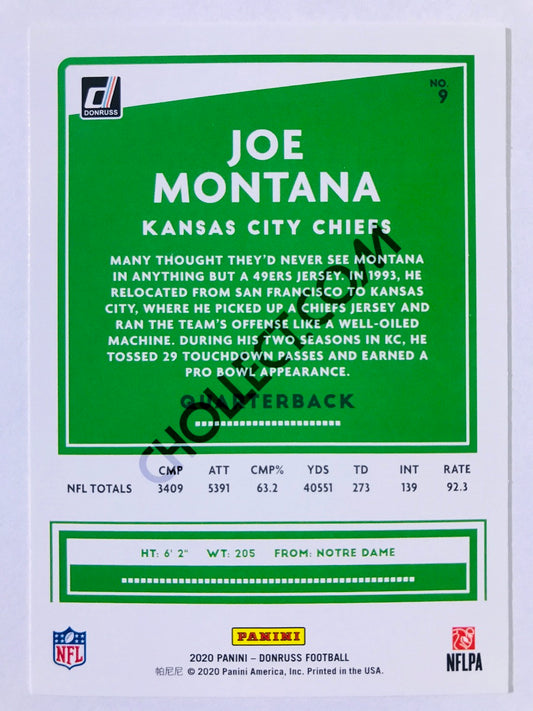 DONRUSS
NO.
9
JOE
MONTANA
KANSAS CITY CHIEFS
MANY THOUGHT THEY'D NEVER SEE MONTANA
IN ANYTHING BUT A 49ERS JERSEY. IN 1993, HE
RELOCATED FROM SAN FRANCISCO TO KANSAS
CITY, WHERE HE PICKED UP A CHIEFS JERSEY AND
RAN THE TEAM'S OFFENSE LIKE A WELL-OILED
MACHINE. DURING HIS TWO SEASONS IN KC, HE
TOSSED 29 TOUCHDOWN PASSES AND EARNED A
PRO BOWL APPEARANCE.
QUARTERBACK
CHOLLECT.COM
CMP ATT CMP% YDS TD INT RATE
NFL TOTALS 3409 5391 63.2 40551 273 139 92.3
HT: 6' 2" WT: 205 FROM: NOTRE DAME
NFL
PANINI
NFLPA
2020 PANINI – DONRUSS FOOTBALL
帕尼尼 © 2020 Panini America, Inc. Printed in the USA.